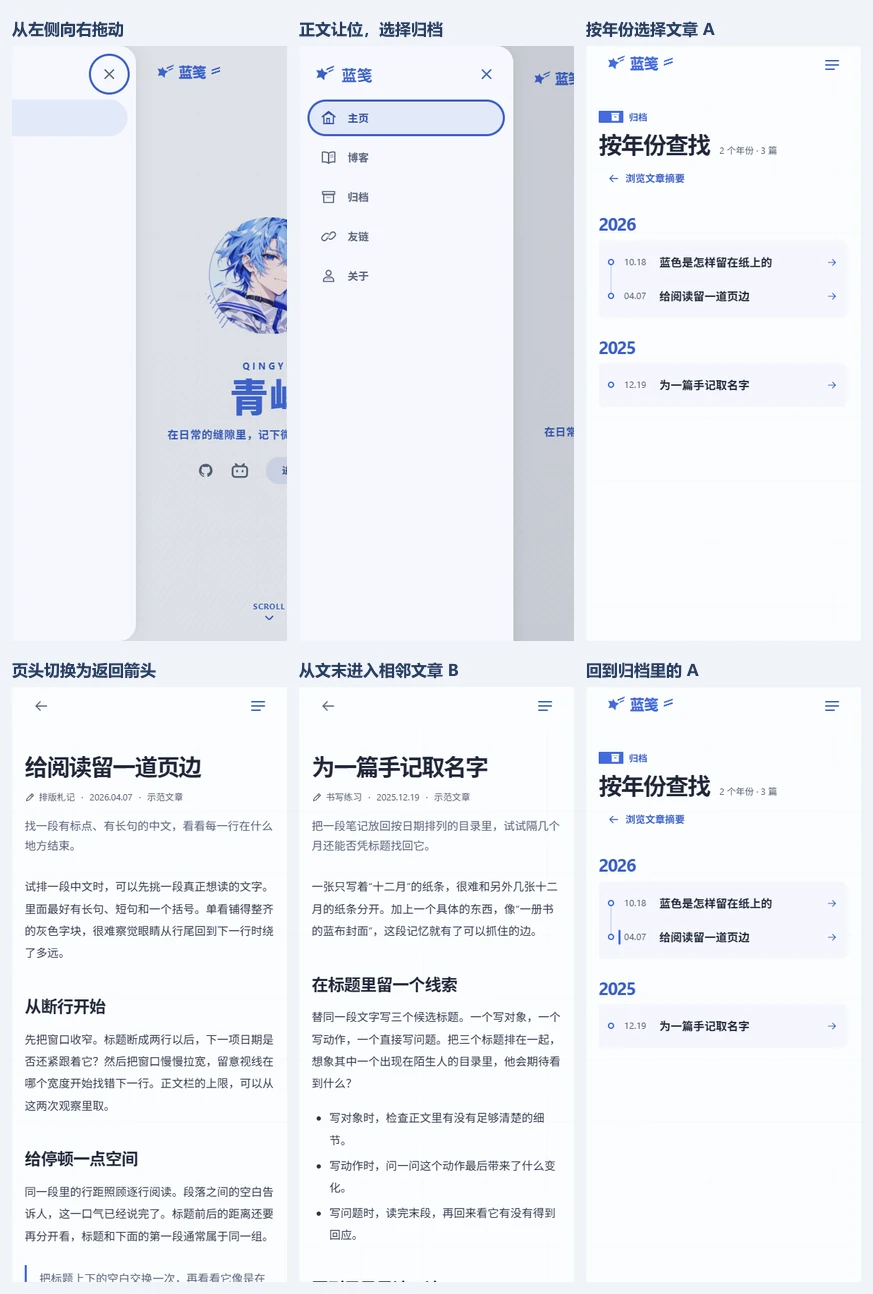 从左侧向右拖动
蓝笺
QINGY
青
在日常的缝隙里，记下微
进
SCROLL
正文让位，选择归档
蓝笺
主页
博客
归档
友链
关于
蓝笺
在日常
按年份选择文章 A
蓝笺
归档
按年份查找 2 个年份 · 3 篇
浏览文章摘要
2026
10.18 蓝色是怎样留在纸上的
04.07 给阅读留一道页边
2025
12.19 为一篇手记取名字
页头切换为返回箭头
给阅读留一道页边
排版札记 · 2026.04.07 · 示范文章
找一段有标点、有长句的中文，看看每一行在什么
地方结束。
试排一段中文时，可以先挑一段真正想读的文字。
里面最好有长句、短句和一个括号。单看铺得整齐
的灰色字块，很难察觉眼睛从行尾回到下一行时绕
了多远。
从断行开始
先把窗口收窄。标题断成两行以后，下一项日期是
否还紧跟着它？然后把窗口慢慢拉宽，留意视线在
哪个宽度开始找错下一行。正文栏的上限，可以从
这两次观察里取。
给停顿一点空间
同一段里的行距照顾逐行阅读。段落之间的空白告
诉人，这一口气已经说完了。标题前后的距离还要
再分开看，标题和下面的第一段通常属于同一组。
把标题上下的空白交换一次，再看看它像是在
从文末进入相邻文章 B
为一篇手记取名字
书写练习 · 2025.12.19 · 示范文章
把一段笔记放回按日期排列的目录里，试试隔几个
月还能否凭标题找回它。
一张只写着“十二月”的纸条，很难和另外几张十二
月的纸条分开。加上一个具体的东西，像“一册书
的蓝布封面”，这段记忆就有了可以抓住的边。
在标题里留一个线索
替同一段文字写三个候选标题。一个写对象，一个
写动作，一个直接写问题。把三个标题排在一起，
想象其中一个出现在陌生人的目录里，他会期待看
到什么？
写对象时，检查正文里有没有足够清楚的细
节。
写动作时，问一问这个动作最后带来了什么变
化。
写问题时，读完末段，再回来看它有没有得到
回应。
回到归档里的 A
蓝笺
归档
按年份查找 2 个年份 · 3 篇
浏览文章摘要
2026
10.18 蓝色是怎样留在纸上的
04.07 给阅读留一道页边
2025
12.19 为一篇手记取名字